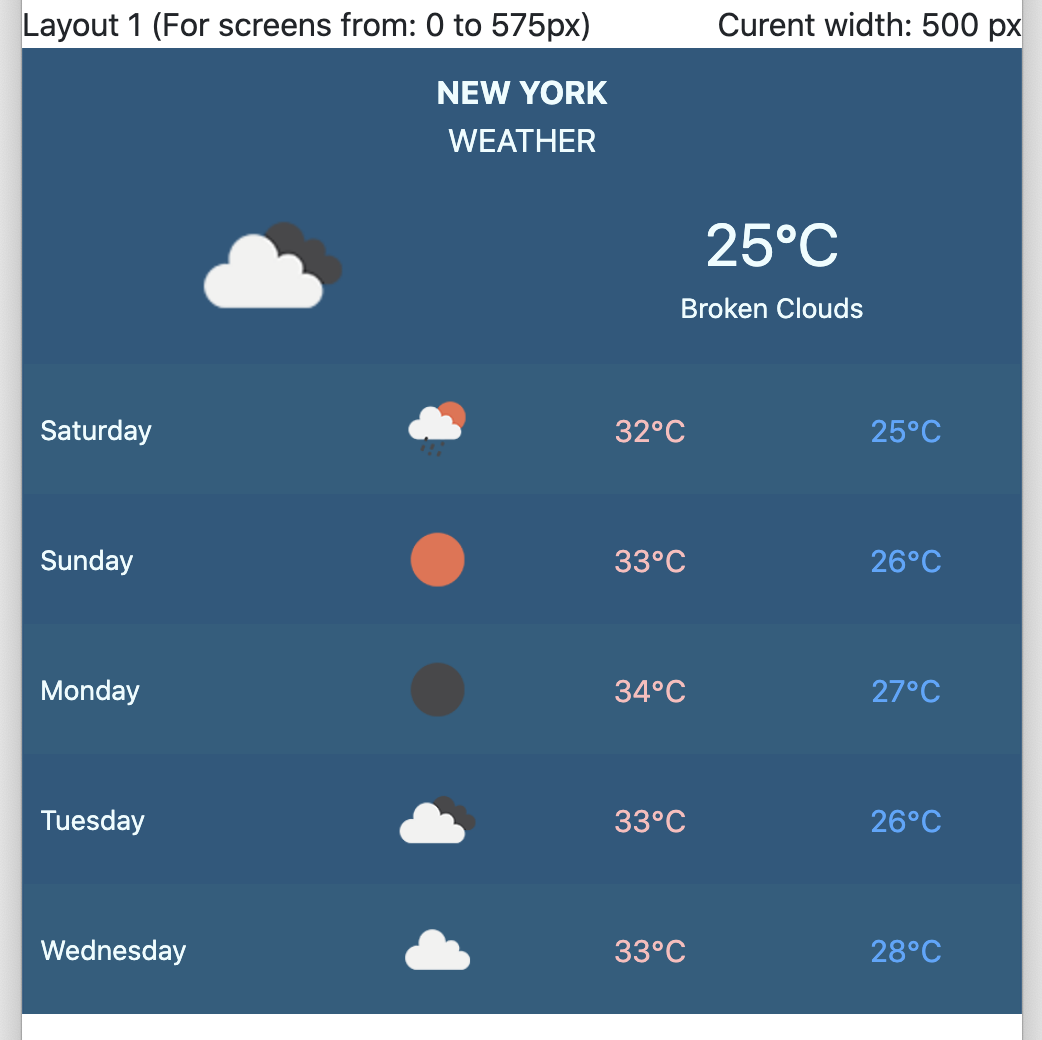 Layout 1 (For screens from: 0 to 575px) Curent width: 500 px
NEW YORK
WEATHER
25°C
Broken Clouds
Saturday 32°C 25°C
Sunday 33°C 26°C
Monday 34°C 27°C
Tuesday 33°C 26°C
Wednesday 33°C 28°C